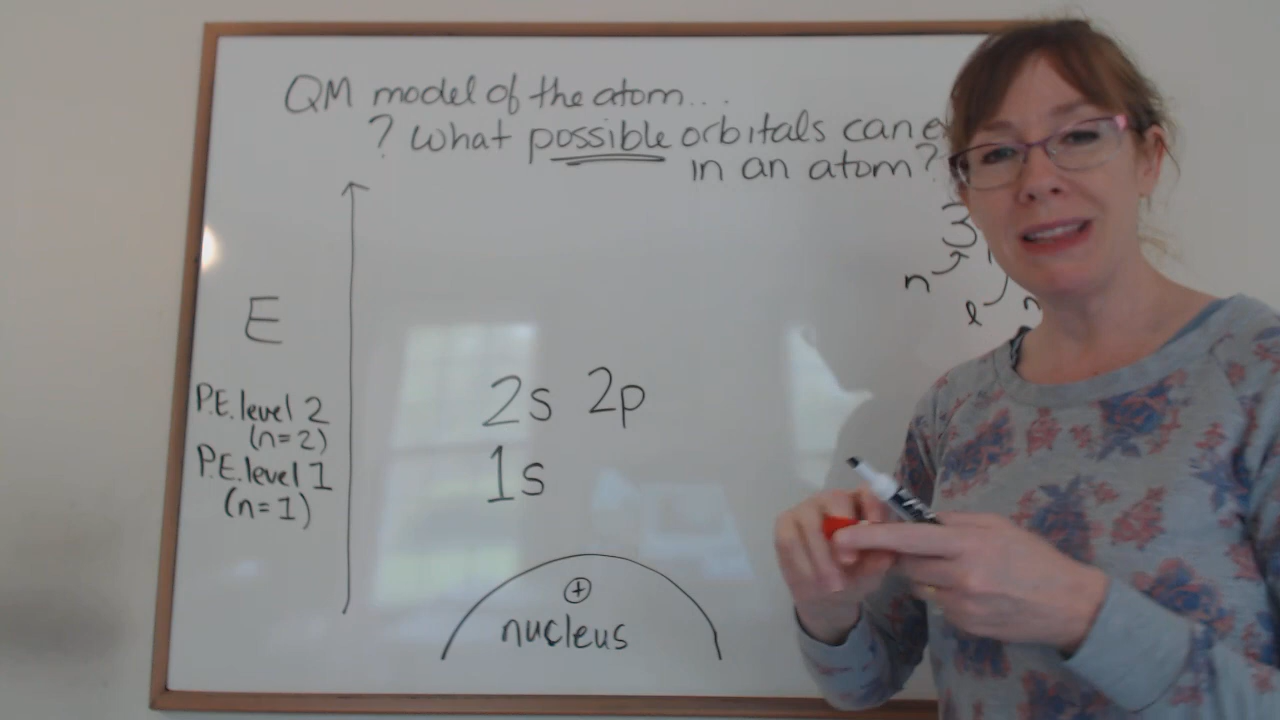 QM model of the atom...
? What possible orbitals can
in an atom?
3
n
l
E
P.E. level 2
(n=2)
2s 2p
P.E. level 1
(n=1)
1s
+
nucleus